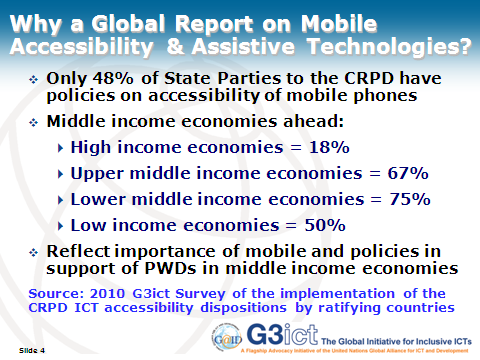 Why a Global Report on Mobile
Accessibility & Assistive Technologies?
❖ Only 48% of State Parties to the CRPD have
policies on accessibility of mobile phones
❖ Middle income economies ahead:
High income economies = 18%
Upper middle income economies = 67%
Lower middle income economies = 75%
Low income economies = 50%
❖ Reflect importance of mobile and policies in
support of PWDs in middle income economies
Source: 2010 G3ict Survey of the implementation of the
CRPD ICT accessibility dispositions by ratifying countries
G@ID
G3ict The Global Initiative for Inclusive ICTs
A Flagship Advocacy Initiative of the United Nations Global Alliance for ICT and Development
Slide 4